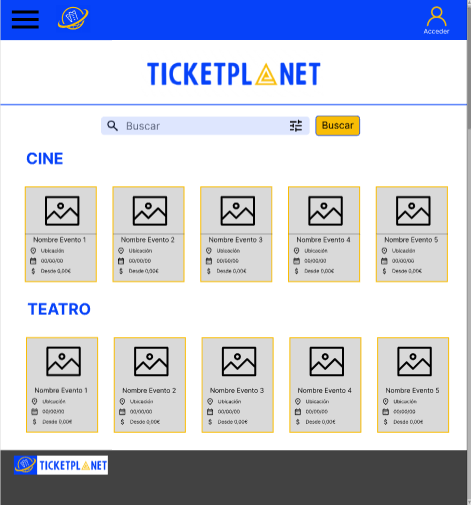 Acceder
TICKETPLANET
Buscar
Buscar
CINE
Nombre Evento 1
Ubicación
00/00/00
Desde 0,00€
Nombre Evento 2
Ubicación
00/00/00
Desde 0,00€
Nombre Evento 3
Ubicación
00/00/00
Desde 0,00€
Nombre Evento 4
Ubicación
00/00/00
Desde 0,00€
Nombre Evento 5
Ubicación
00/00/00
Desde 0,00€
TEATRO
Nombre Evento 1
Ubicación
00/00/00
Desde 0,00€
Nombre Evento 2
Ubicación
00/00/00
Desde 0,00€
Nombre Evento 3
Ubicación
00/00/00
Desde 0,00€
Nombre Evento 4
Ubicación
00/00/00
Desde 0,00€
Nombre Evento 5
Ubicación
00/00/00
Desde 0,00€
TICKETPLANET